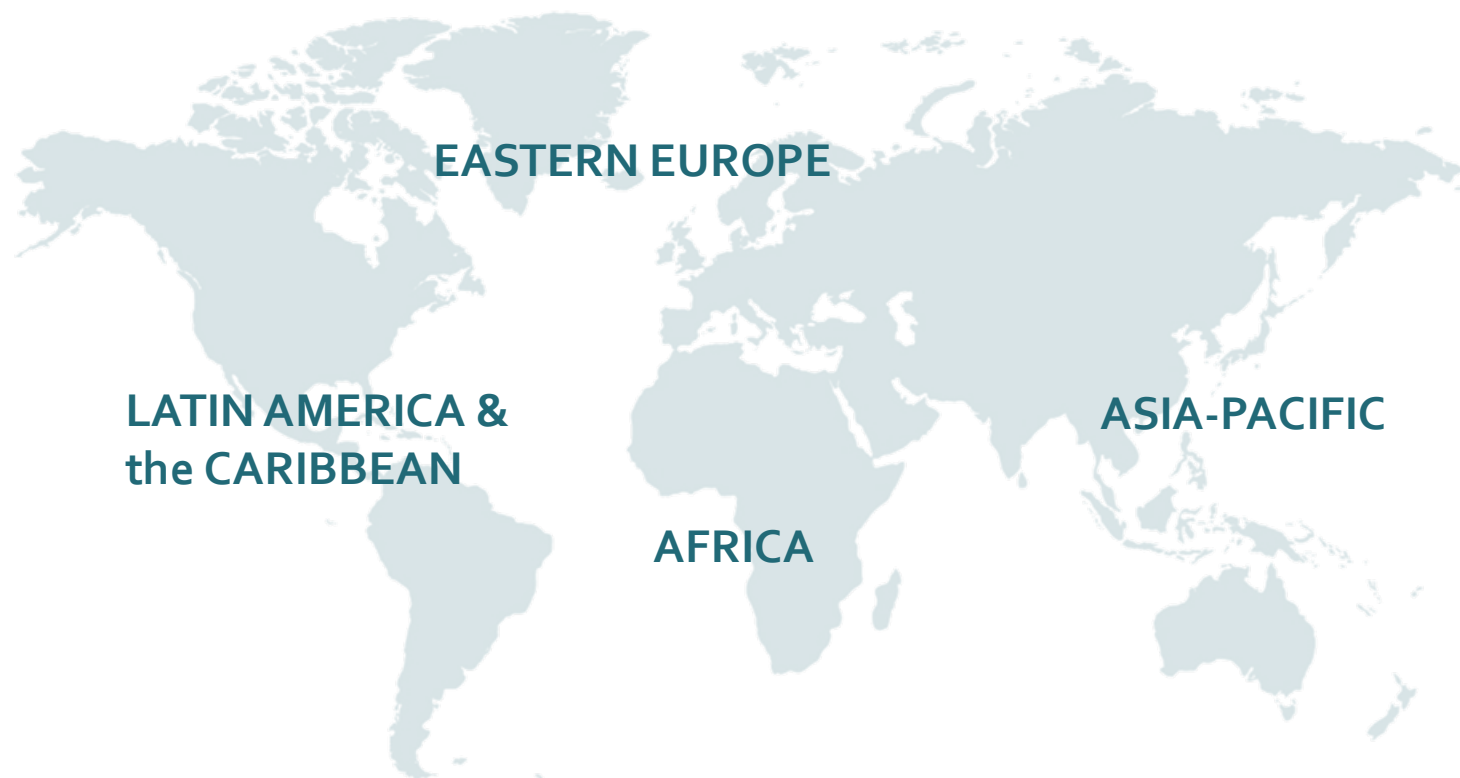 EASTERN EUROPE
LATIN AMERICA &
the CARIBBEAN
ASIA-PACIFIC
AFRICA